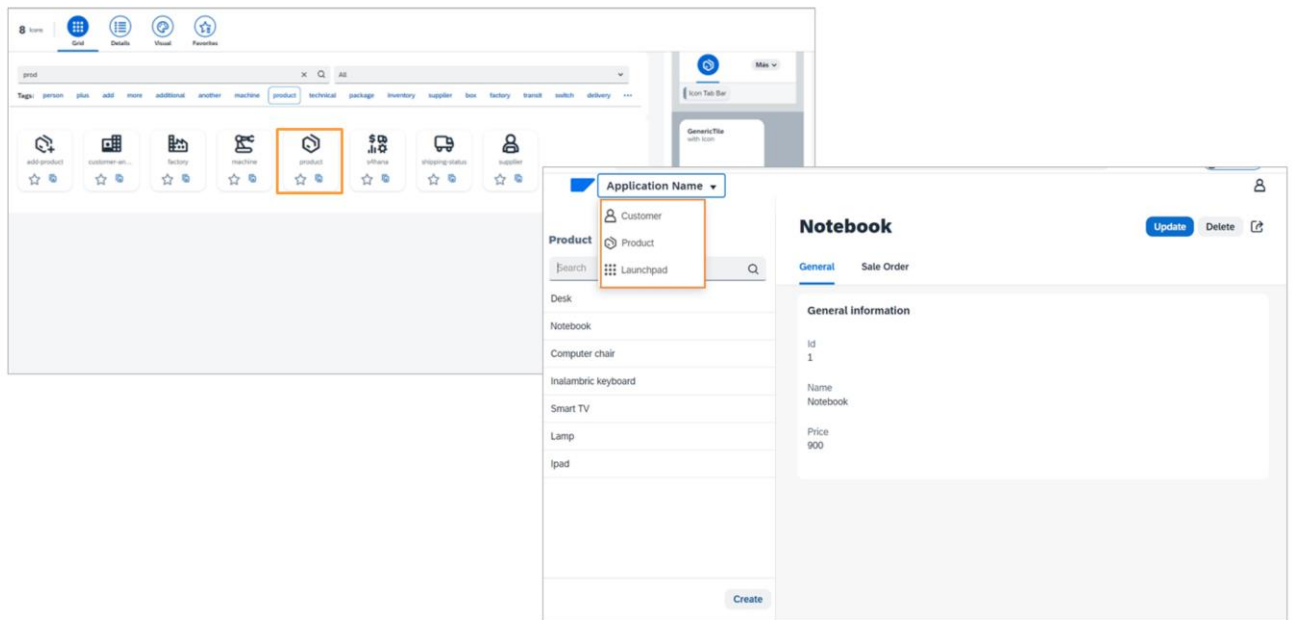 8 Icons
Grid Details Visual Favorites
prod All
Tags: person plus add more additional another machine product technical package inventory supplier box factory transit switch delivery •••
add-product customer-an... factory machine product s4hana shipping-status supplier
Más
Icon Tab Bar
GenericTile
with Icon
Application Name
Customer
Product
Launchpad
Product
Search
Desk
Notebook
Computer chair
Inalambric keyboard
Smart TV
Lamp
Ipad
Create
Notebook
Update Delete
General Sale Order
General information
Id
1
Name
Notebook
Price
900